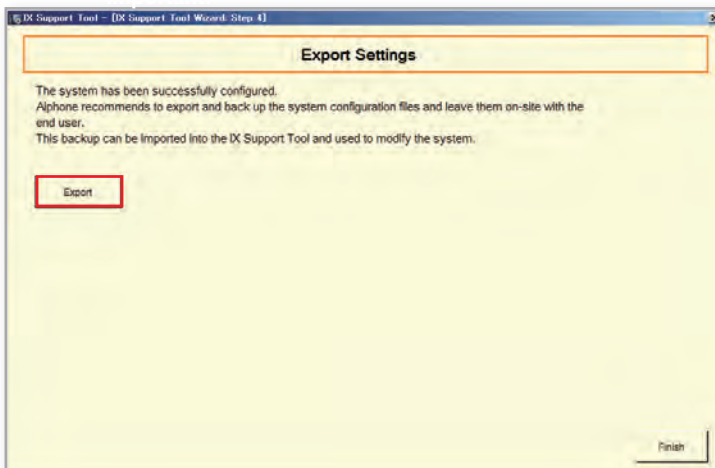 IX Support Tool - [IX Support Tool Wizard: Step 4]
Export Settings
The system has been successfully configured.
Aiphone recommends to export and back up the system configuration files and leave them on-site with the
end user.
This backup can be imported into the IX Support Tool and used to modify the system.
Export
Finish